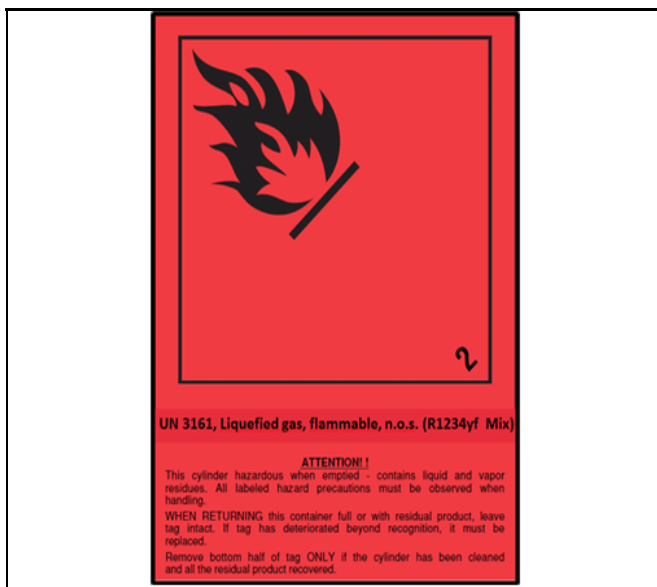 2
UN 3161, Liquefied gas, flammable, n.o.s. (R1234yf Mix)
ATTENTION! !
This cylinder hazardous when emptied - contains liquid and vapor
residues. All labeled hazard precautions must be observed when
handling.
WHEN RETURNING this container full or with residual product, leave
tag intact. If tag has deteriorated beyond recognition, it must be
replaced.
Remove bottom half of tag ONLY if the cylinder has been cleaned
and all the residual product recovered.